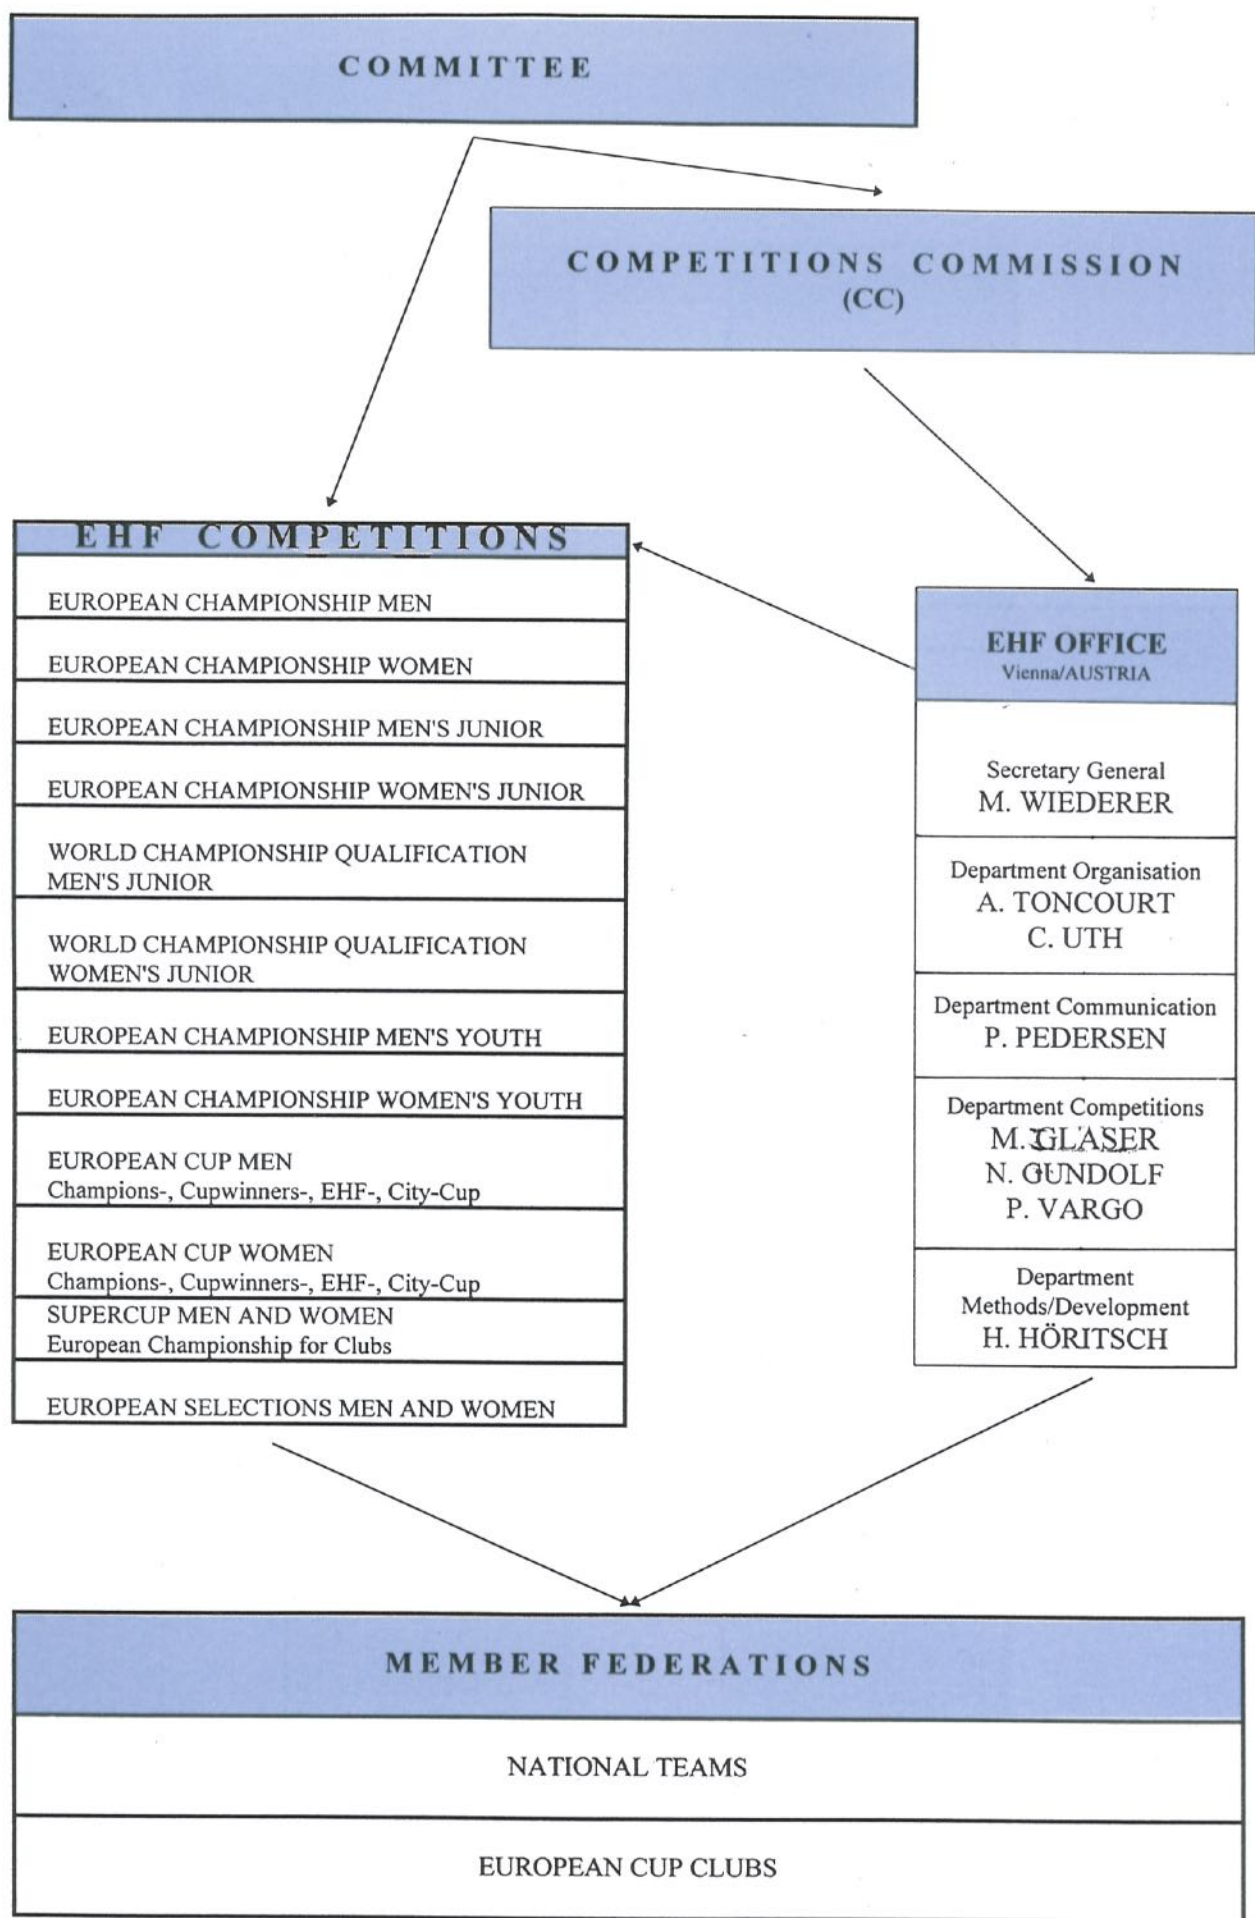 COMMITTEE
COMPETITIONS COMMISSION
(CC)
EHF COMPETITIONS
EUROPEAN CHAMPIONSHIP MEN
EUROPEAN CHAMPIONSHIP WOMEN
EUROPEAN CHAMPIONSHIP MEN'S JUNIOR
EUROPEAN CHAMPIONSHIP WOMEN'S JUNIOR
WORLD CHAMPIONSHIP QUALIFICATION
MEN'S JUNIOR
WORLD CHAMPIONSHIP QUALIFICATION
WOMEN'S JUNIOR
EUROPEAN CHAMPIONSHIP MEN'S YOUTH
EUROPEAN CHAMPIONSHIP WOMEN'S YOUTH
EUROPEAN CUP MEN
Champions-, Cupwinners-, EHF-, City-Cup
EUROPEAN CUP WOMEN
Champions-, Cupwinners-, EHF-, City-Cup
SUPERCUP MEN AND WOMEN
European Championship for Clubs
EUROPEAN SELECTIONS MEN AND WOMEN
EHF OFFICE
Vienna/AUSTRIA
Secretary General
M. WIEDERER
Department Organisation
A. TONCOURT
C. UTH
Department Communication
P. PEDERSEN
Department Competitions
M. GLASER
N. GUNDOLF
P. VARGO
Department
Methods/Development
H. HÖRITSCH
MEMBER FEDERATIONS
NATIONAL TEAMS
EUROPEAN CUP CLUBS